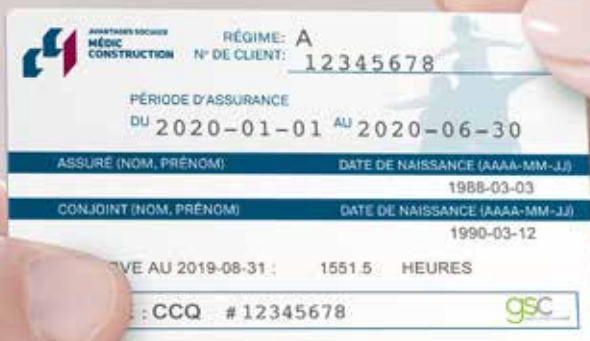 AVANTAGES SOCIAUX
MÉDIC
CONSTRUCTION
RÉGIME: A
N° DE CLIENT: 12345678
PÉRIODE D'ASSURANCE
DU 2020-01-01 AU 2020-06-30
ASSURÉ (NOM, PRÉNOM) DATE DE NAISSANCE (AAAA-MM-JJ)
1988-03-03
CONJOINT (NOM, PRÉNOM) DATE DE NAISSANCE (AAAA-MM-JJ)
1990-03-12
VE AU 2019-08-31 : 1551.5 HEURES
: CCQ #12345678
gsc